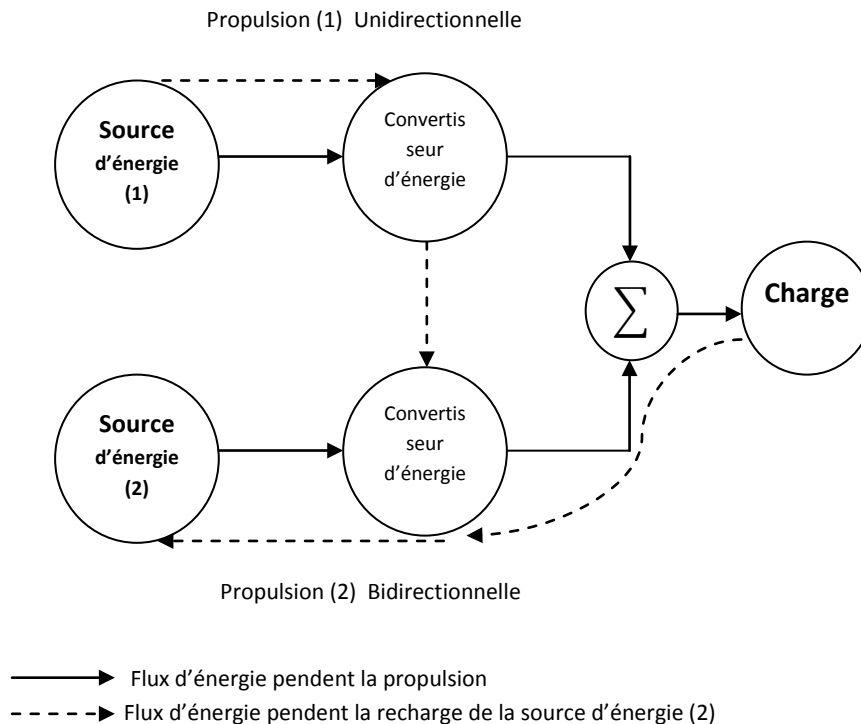 Propulsion (1) Unidirectionnelle
Source
d’énergie
(1)
Convertis
seur
d’énergie
∑
Charge
Source
d’énergie
(2)
Convertis
seur
d’énergie
Propulsion (2) Bidirectionnelle
Flux d’énergie pendent la propulsion
Flux d’énergie pendent la recharge de la source d’énergie (2)